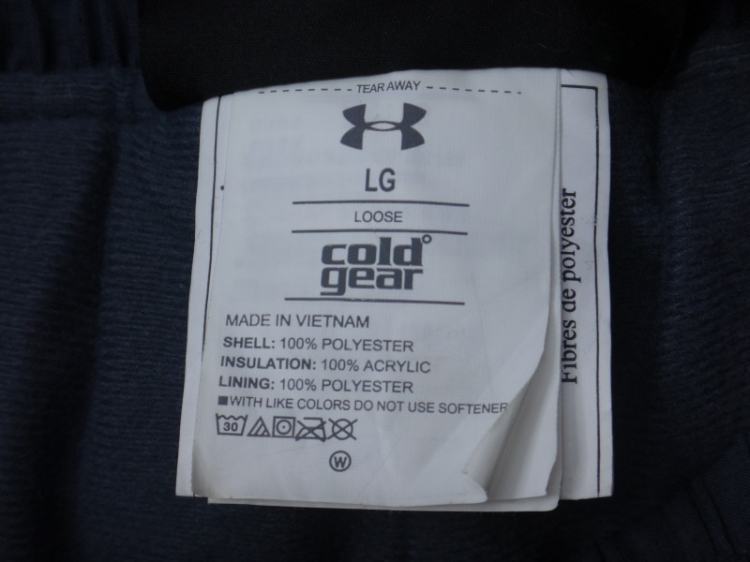 TEAR AWAY
LG
LOOSE
cold
gear
MADE IN VIETNAM
SHELL: 100% POLYESTER
INSULATION: 100% ACRYLIC
LINING: 100% POLYESTER
■WITH LIKE COLORS DO NOT USE SOFTENER
30
W
Fibres de polyester